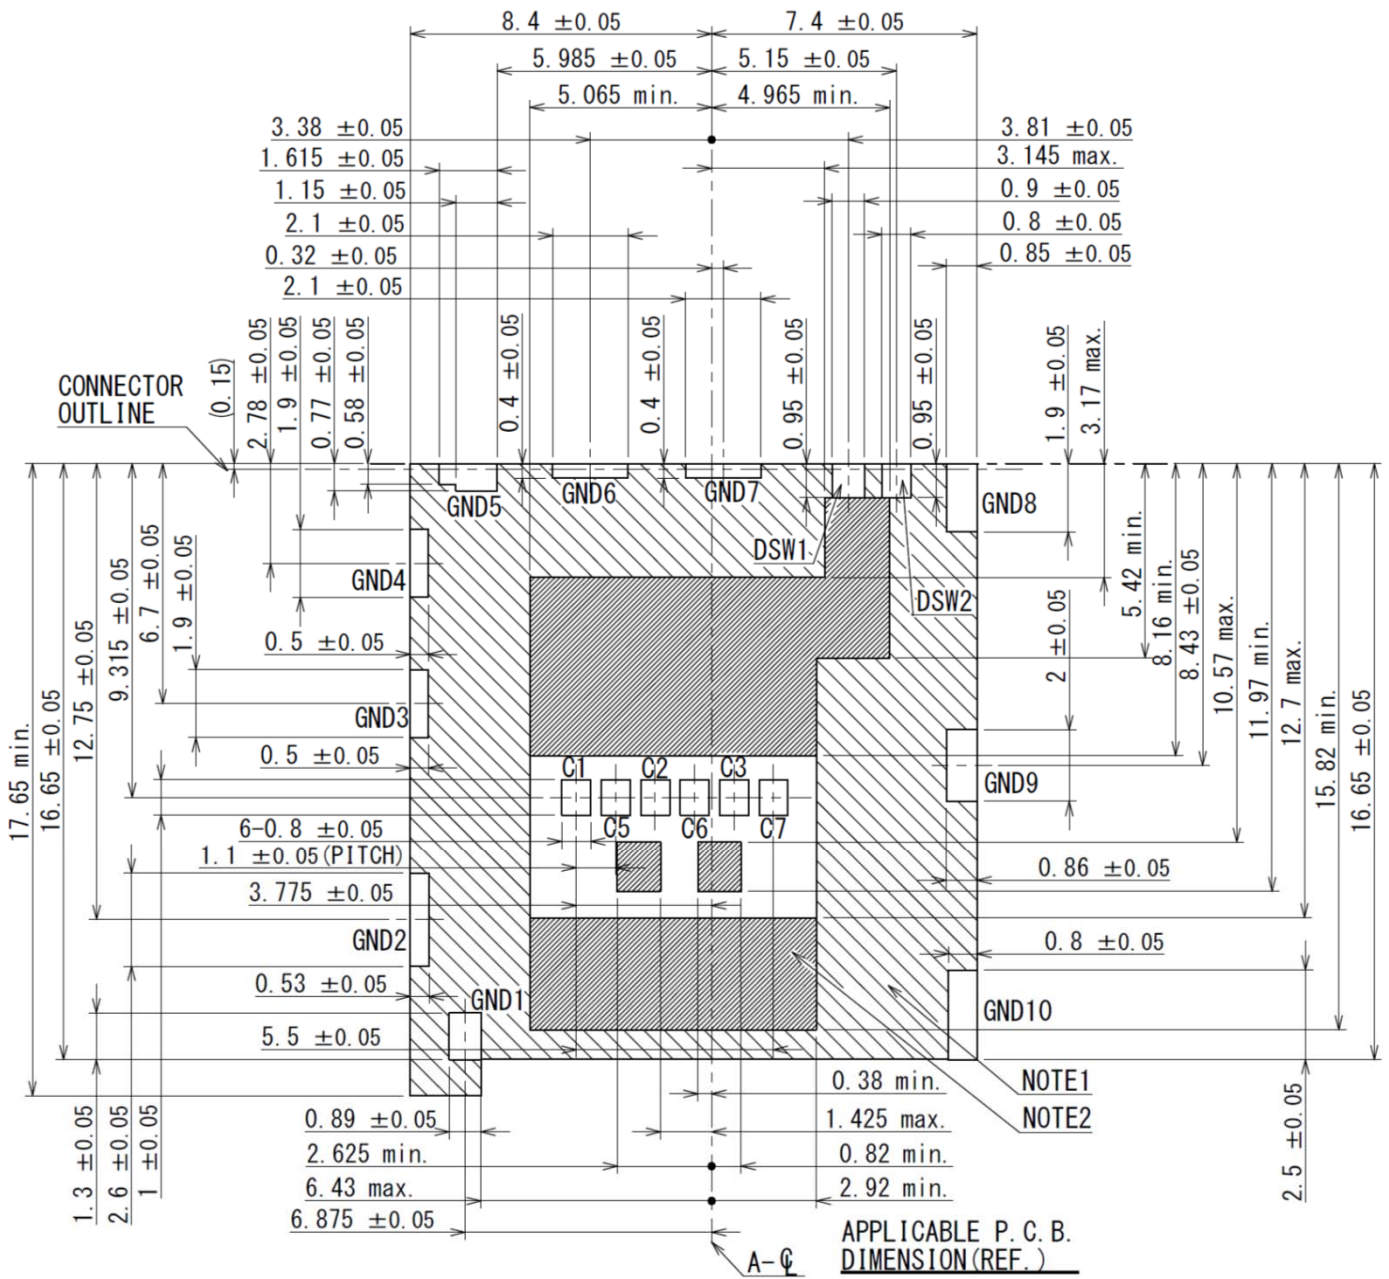 8.4 ±0.05
7.4 ±0.05
5.985 ±0.05
5.15 ±0.05
5.065 min.
4.965 min.
3.38 ±0.05
3.81 ±0.05
1.615 ±0.05
3.145 max.
1.15 ±0.05
0.9 ±0.05
2.1 ±0.05
0.8 ±0.05
0.32 ±0.05
0.85 ±0.05
2.1 ±0.05
CONNECTOR
OUTLINE
(0.15)
2.78 ±0.05
1.9 ±0.05
0.77 ±0.05
0.58 ±0.05
0.4 ±0.05
0.4 ±0.05
0.95 ±0.05
0.95 ±0.05
1.9 ±0.05
3.17 max.
GND5
GND6
GND7
GND8
DSW1
DSW2
GND4
GND3
0.5 ±0.05
0.5 ±0.05
17.65 min.
16.65 ±0.05
12.75 ±0.05
9.315 ±0.05
6.7 ±0.05
1.9 ±0.05
2 ±0.05
5.42 min.
8.16 min.
8.43 ±0.05
10.57 max.
11.97 min.
12.7 max.
15.82 min.
16.65 ±0.05
C1
C2
C3
GND9
6-0.8 ±0.05
C5
C6
C7
1.1 ±0.05(PITCH)
0.86 ±0.05
3.775 ±0.05
GND2
0.8 ±0.05
0.53 ±0.05
GND1
GND10
5.5 ±0.05
0.38 min.
NOTE1
0.89 ±0.05
1.425 max.
NOTE2
2.625 min.
0.82 min.
6.43 max.
2.92 min.
6.875 ±0.05
1.3 ±0.05
2.6 ±0.05
1 ±0.05
2.5 ±0.05
A-℄
APPLICABLE P.C.B.
DIMENSION(REF.)